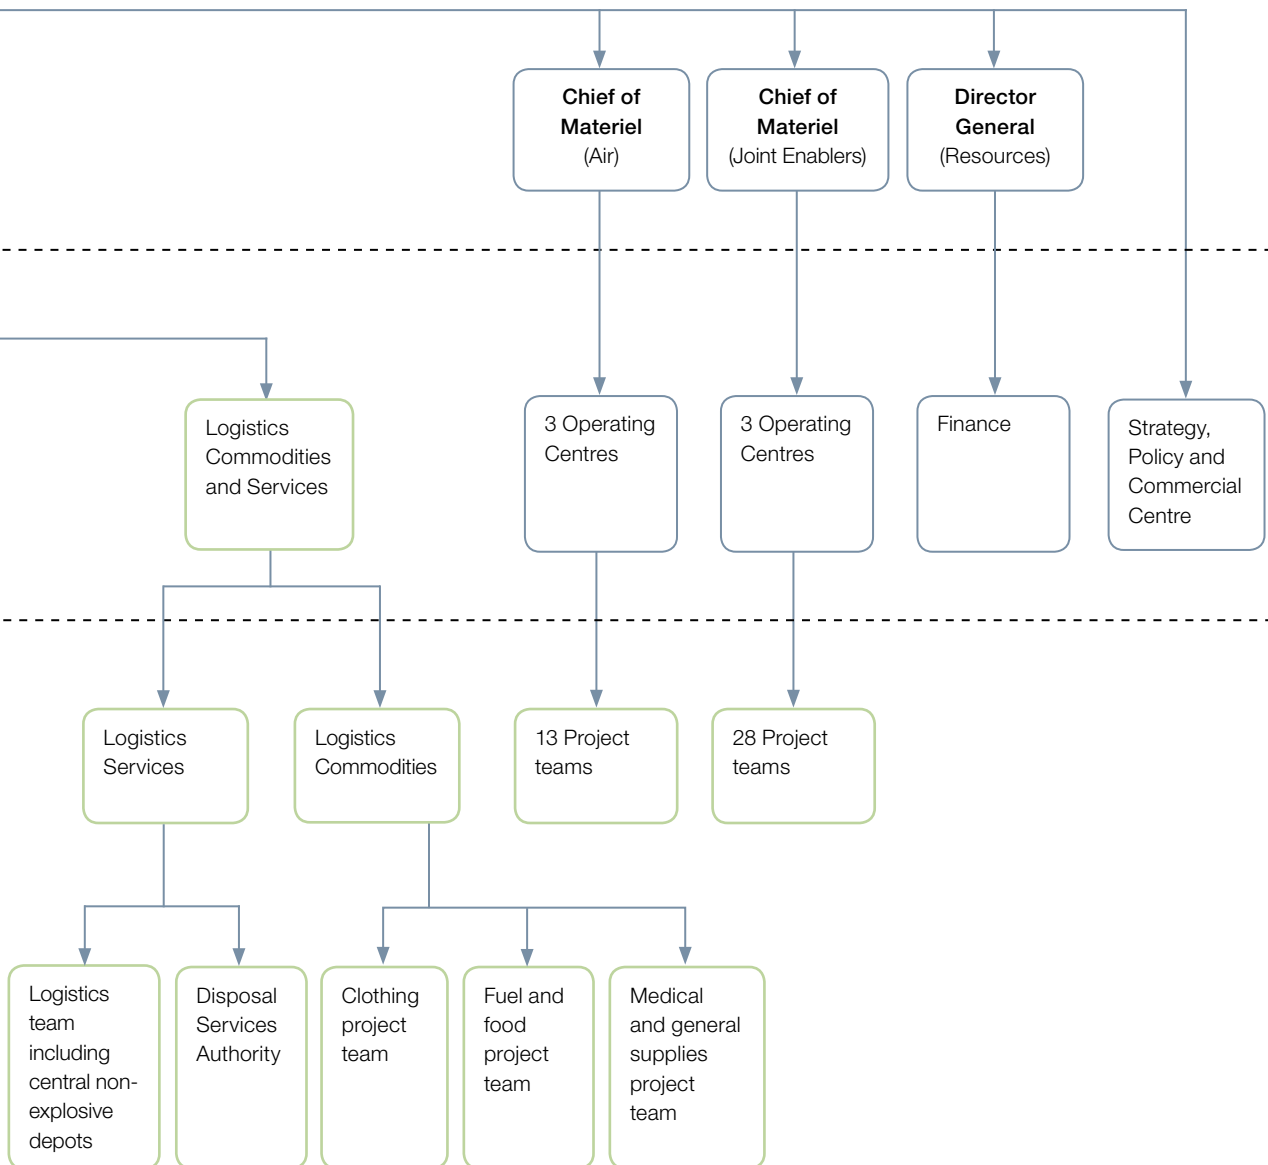 Chief of
Materiel
(Air)
Chief of
Materiel
(Joint Enablers)
Director
General
(Resources)
Logistics
Commodities
and Services
3 Operating
Centres
3 Operating
Centres
Finance
Strategy,
Policy and
Commercial
Centre
Logistics
Services
Logistics
Commodities
13 Project
teams
28 Project
teams
Logistics
team
including
central non-
explosive
depots
Disposal
Services
Authority
Clothing
project
team
Fuel and
food
project
team
Medical
and general
supplies
project
team